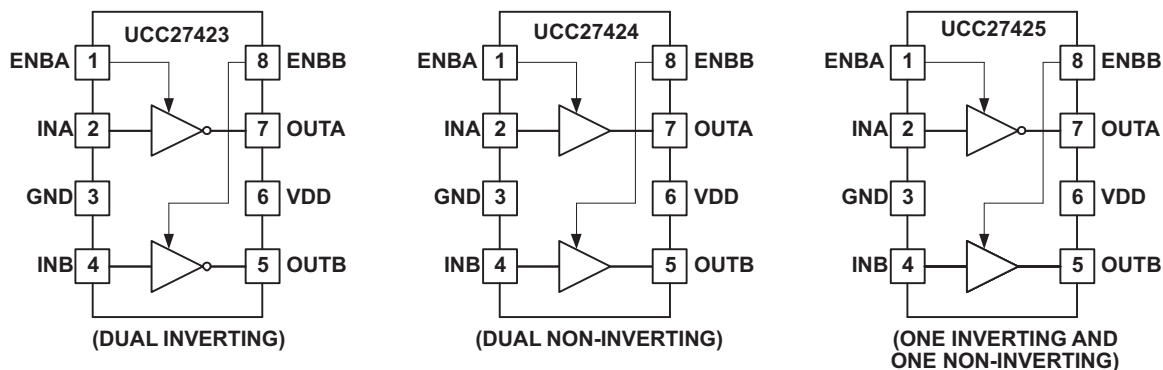 UCC27423
ENBA 1 8 ENBB
INA 2 7 OUTA
GND 3 6 VDD
INB 4 5 OUTB
(DUAL INVERTING)
UCC27424
ENBA 1 8 ENBB
INA 2 7 OUTA
GND 3 6 VDD
INB 4 5 OUTB
(DUAL NON-INVERTING)
UCC27425
ENBA 1 8 ENBB
INA 2 7 OUTA
GND 3 6 VDD
INB 4 5 OUTB
(ONE INVERTING AND
ONE NON-INVERTING)